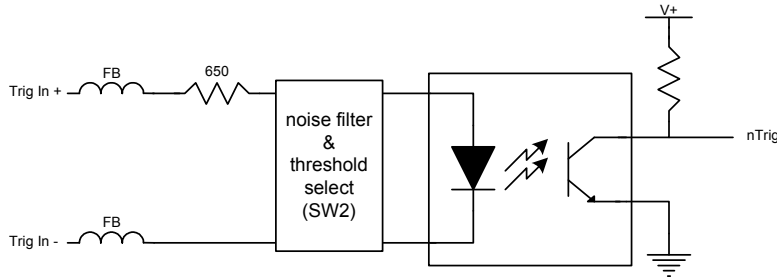 V+
FB
650
Trig In +
noise filter
&
threshold
select
(SW2)
nTrig
FB
Trig In -